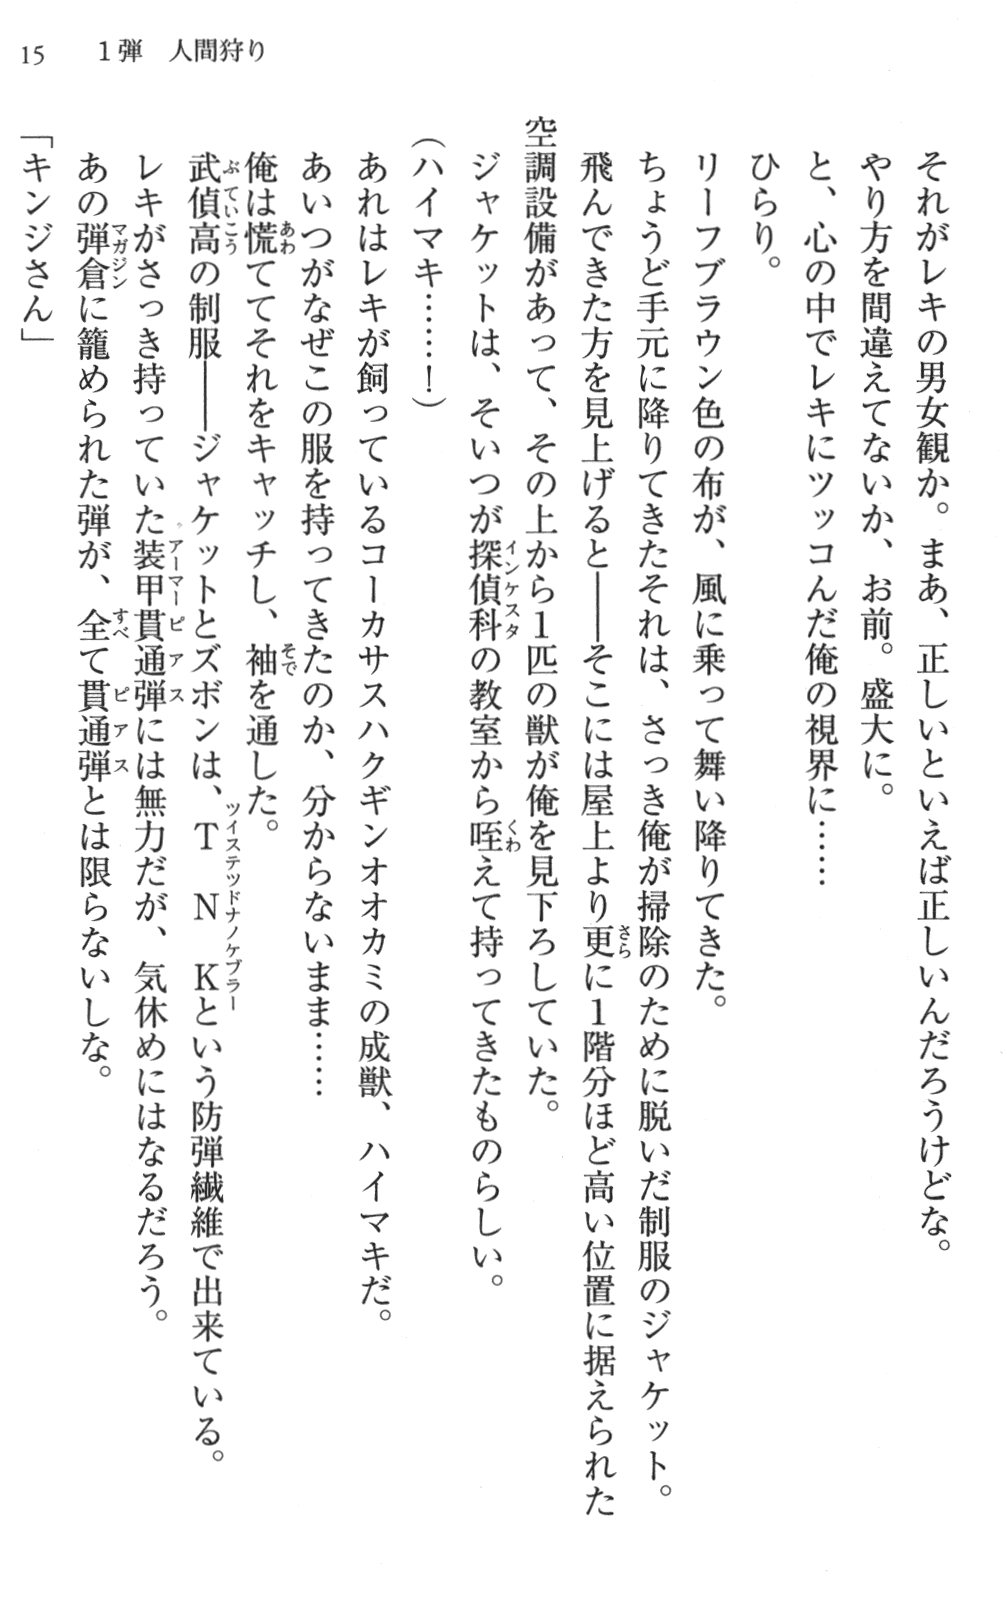 15　1弾　人間狩り
それがレキの男女観か。まあ、正しいといえば正しいんだろうけどな。
やり方を間違えてないか、お前。盛大に。
と、心の中でレキにツッコんだ俺の視界に……
ひらり。
リーフブラウン色の布が、風に乗って舞い降りてきた。
ちょうど手元に降りてきたそれは、さっき俺が掃除のために脱いだ制服のジャケット。
飛んできた方を見上げると――そこには屋上より更に1階分ほど高い位置に据えられた
空調設備があって、その上から1匹の獣が俺を見下ろしていた。
ジャケットは、そいつが探偵科の教室から咥えて持ってきたものらしい。
（ハイマキ……！）
あれはレキが飼っているコーカサスハクギンオオカミの成獣、ハイマキだ。
あいつがなぜこの服を持ってきたのか、分からないまま……
俺は慌ててそれをキャッチし、袖を通した。
武偵高の制服――ジャケットとズボンは、TNKという防弾繊維で出来ている。
レキがさっき持っていた装甲貫通弾には無力だが、気休めにはなるだろう。
あの弾倉に籠められた弾が、全て貫通弾とは限らないしな。
「キンジさん」